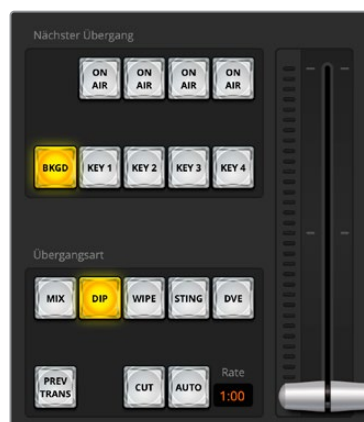 Nächster Übergang
ON AIR
ON AIR
ON AIR
ON AIR
BKGD
KEY 1
KEY 2
KEY 3
KEY 4
Übergangsart
MIX
DIP
WIPE
STING
DVE
Rate
PREV TRANS
CUT
AUTO
1:00